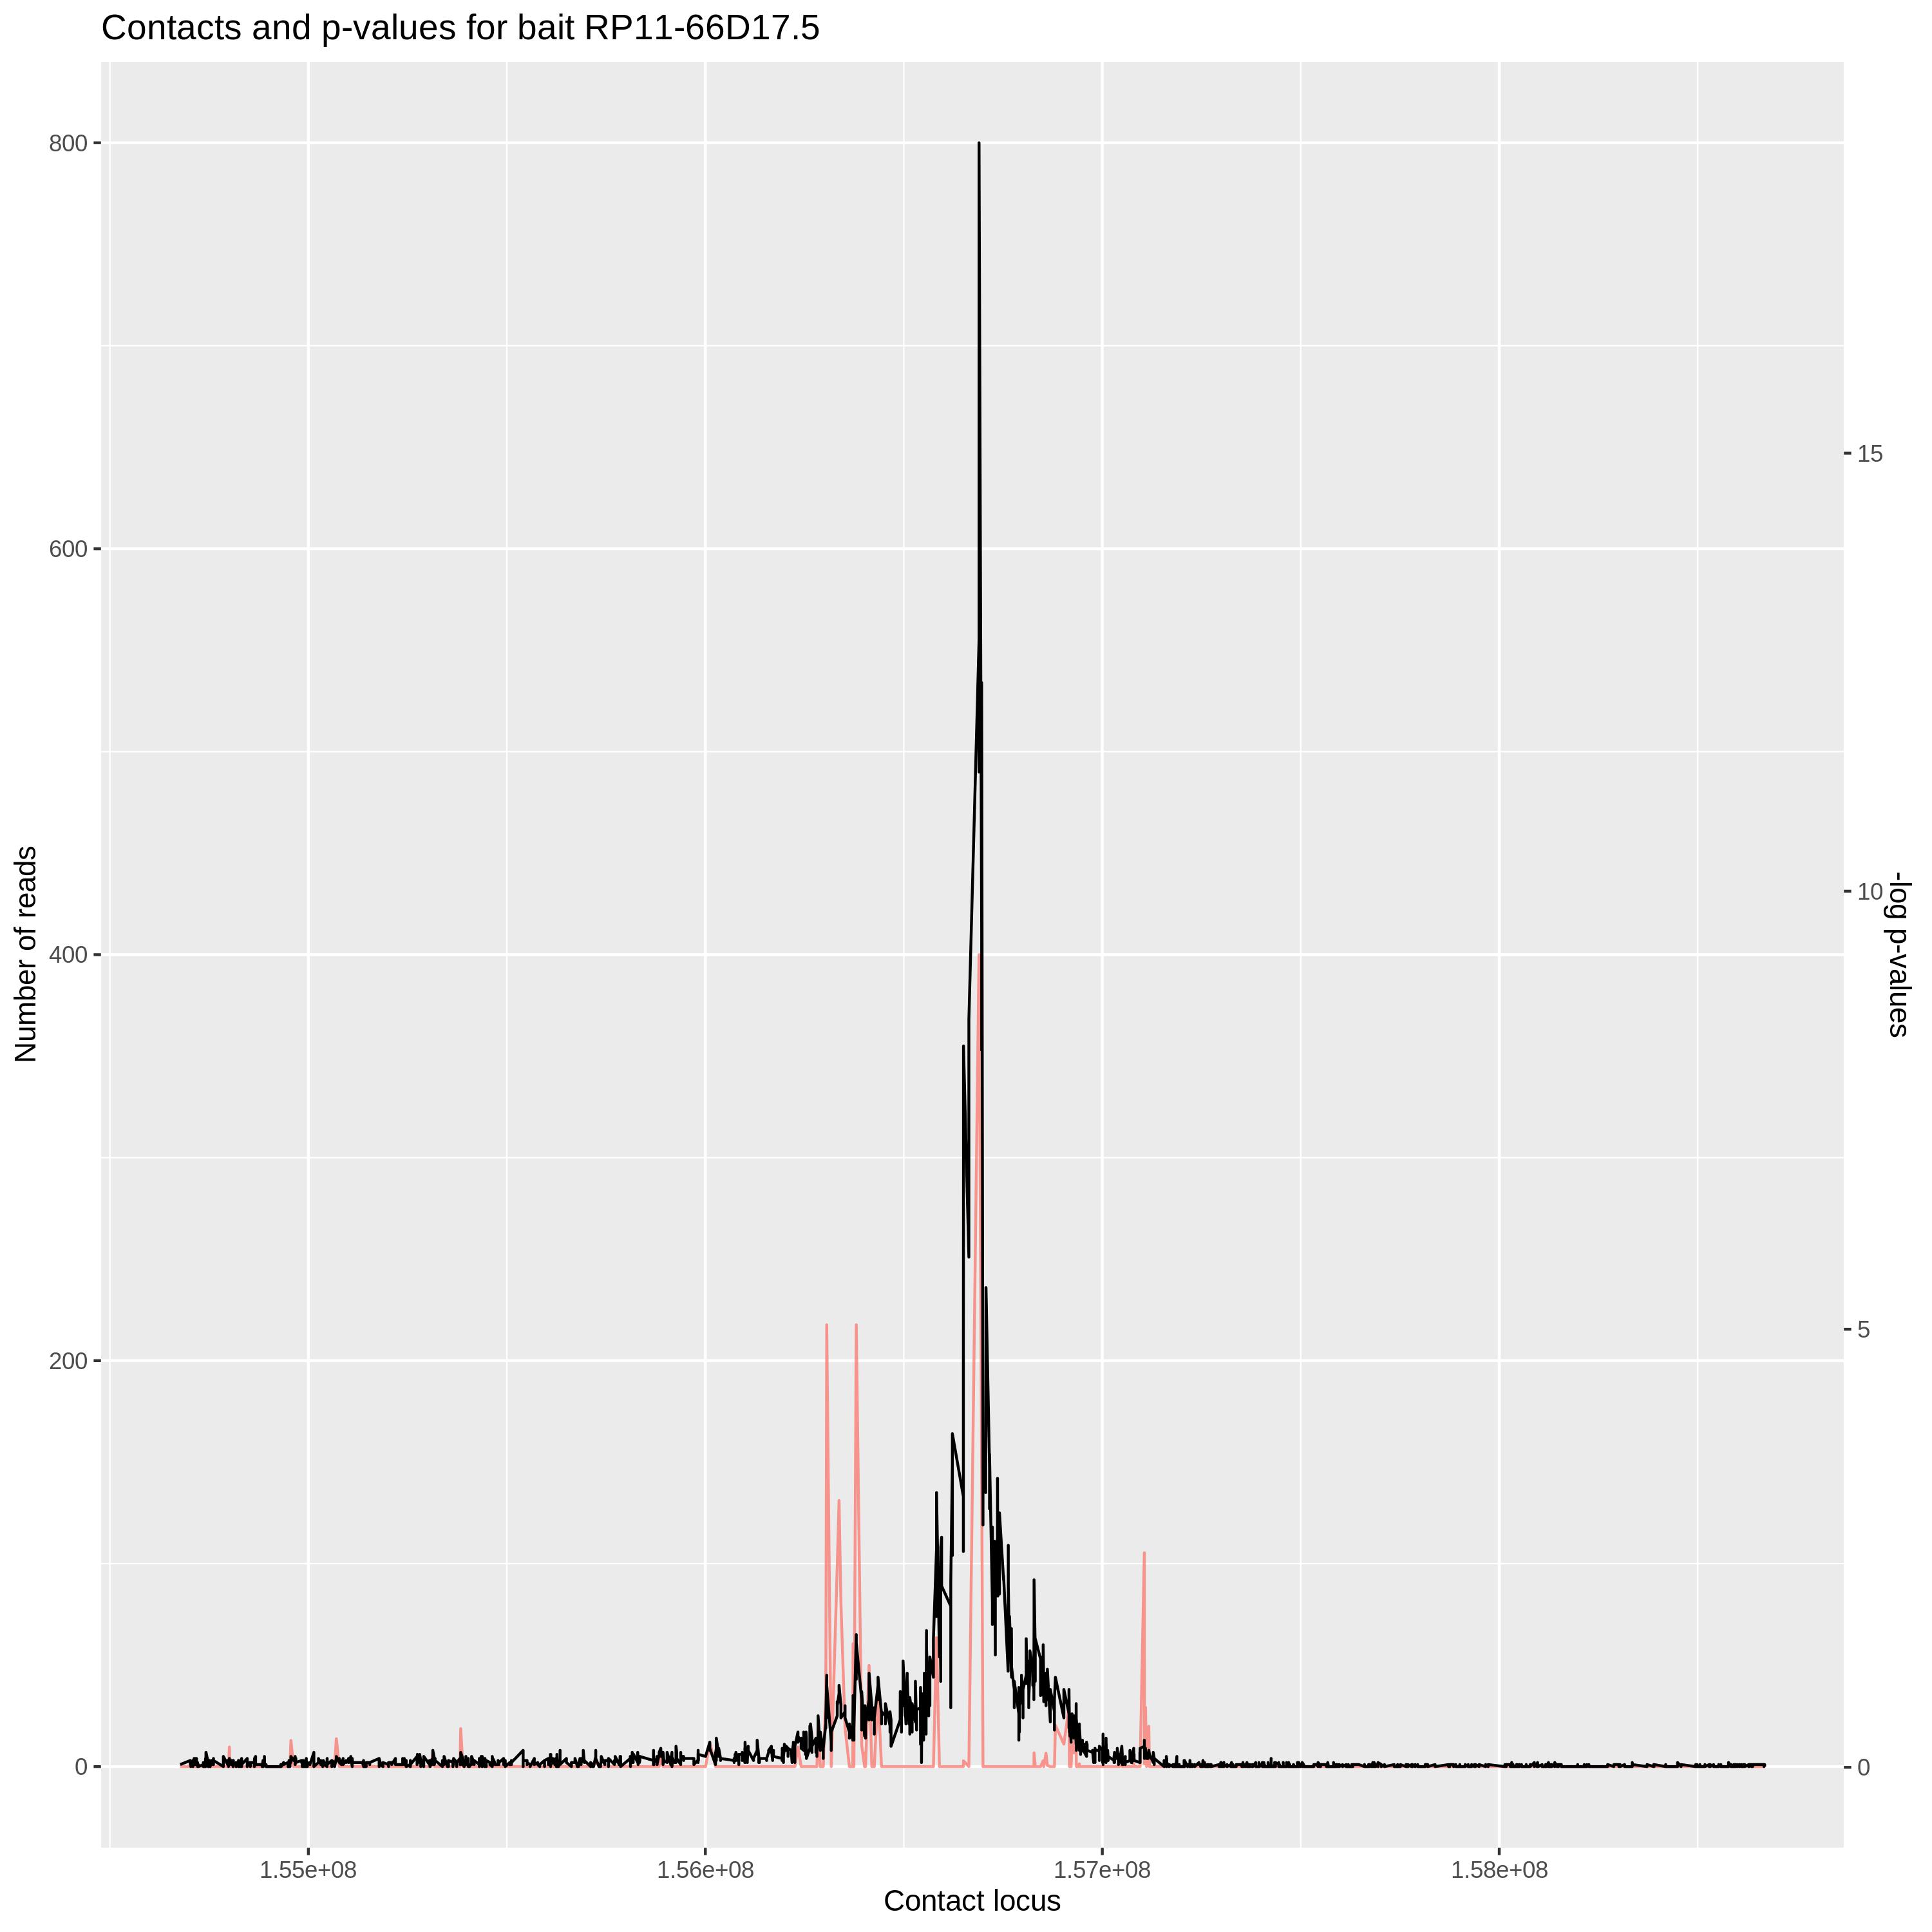 Contacts and p-values for bait RP11-66D17.5
800
600
400
200
0
Number of reads
15
10
5
0
-log p-values
1.55e+08
1.56e+08
1.57e+08
1.58e+08
Contact locus